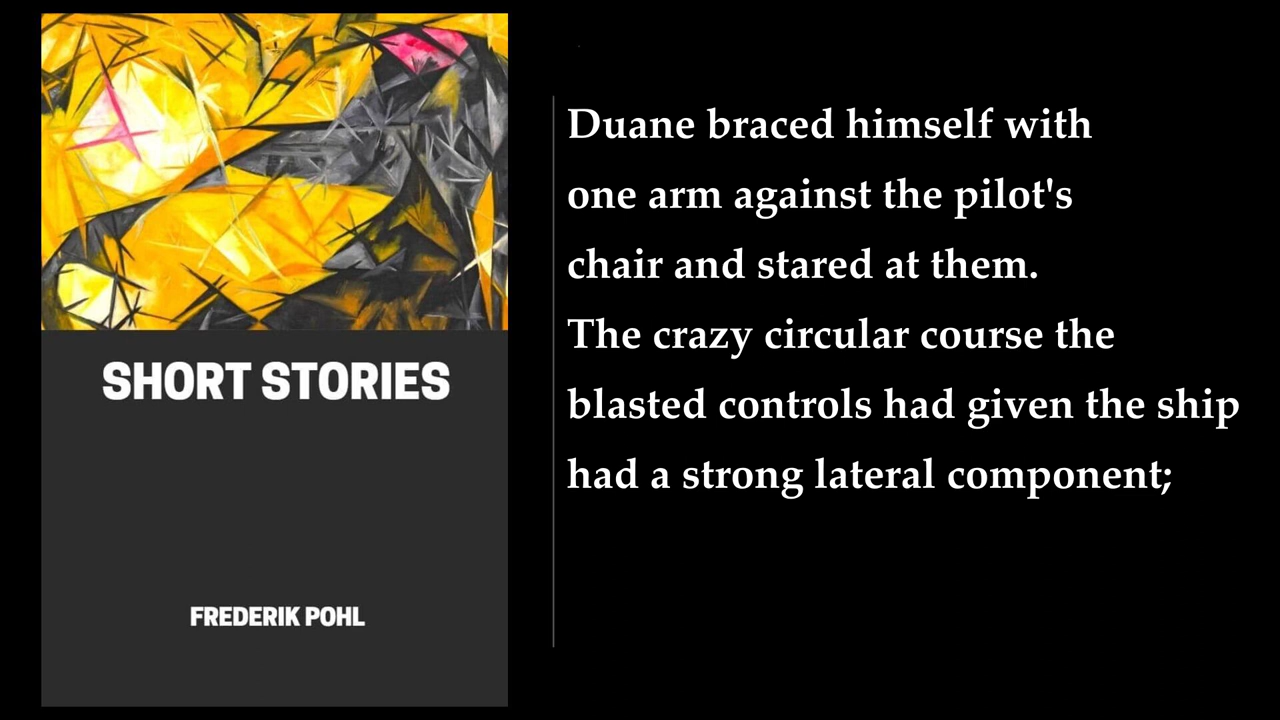 SHORT STORIES
FREDERIK POHL
Duane braced himself with
one arm against the pilot's
chair and stared at them.
The crazy circular course the
blasted controls had given the ship
had a strong lateral component;